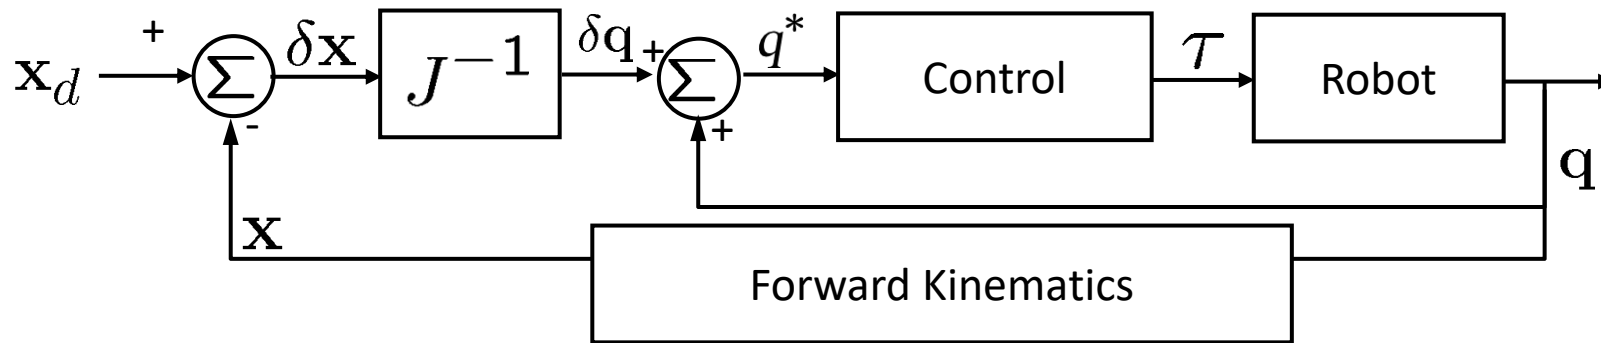 +
𝐱_d
Σ
-
δ𝐱
J⁻¹
δ𝐪
+
Σ
+
q*
Control
τ
Robot
𝐪
𝐱
Forward Kinematics